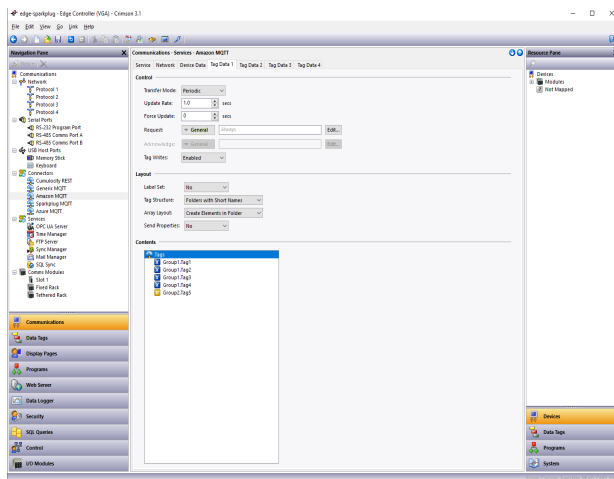 edge-sparkplug - Edge Controller (VGA) - Crimson 3.1
File Edit View Go Link Help
Navigation Pane
Communications
Network
Protocol 1
Protocol 2
Protocol 3
Protocol 4
Serial Ports
RS-232 Program Port
RS-485 Comms Port A
RS-485 Comms Port B
USB Host Ports
Memory Stick
Keyboard
Connectors
Cumulocity REST
Generic MQTT
Amazon MQTT
Sparkplug MQTT
Azure MQTT
Services
OPC UA Server
Time Manager
FTP Server
Sync Manager
Mail Manager
SQL Sync
Comms Modules
Slot 1
Fixed Rack
Tethered Rack
Communications
Data Tags
Display Pages
Programs
Web Server
Data Logger
Security
SQL Queries
Control
I/O Modules
Communications - Services - Amazon MQTT
Service Network Device Data Tag Data 1 Tag Data 2 Tag Data 3 Tag Data 4
Control
Transfer Mode: Periodic
Update Rate: 1.0 secs
Force Update: 0 secs
Request: General Always Edit...
Acknowledge: General Edit...
Tag Writes: Enabled
Layout
Label Set: No
Tag Structure: Folders with Short Names
Array Layout: Create Elements in Folder
Send Properties: No
Contents
Tags
Group1.Tag1
Group1.Tag2
Group1.Tag3
Group1.Tag4
Group2.Tag5
Resource Pane
Devices
Modules
Not Mapped
Devices
Data Tags
Programs
System